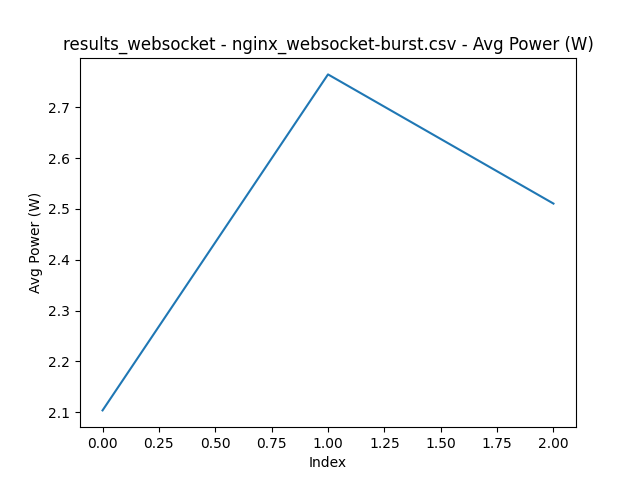 results_websocket - nginx_websocket-burst.csv - Avg Power (W)
Avg Power (W)
2.7
2.6
2.5
2.4
2.3
2.2
2.1
0.00 0.25 0.50 0.75 1.00 1.25 1.50 1.75 2.00
Index